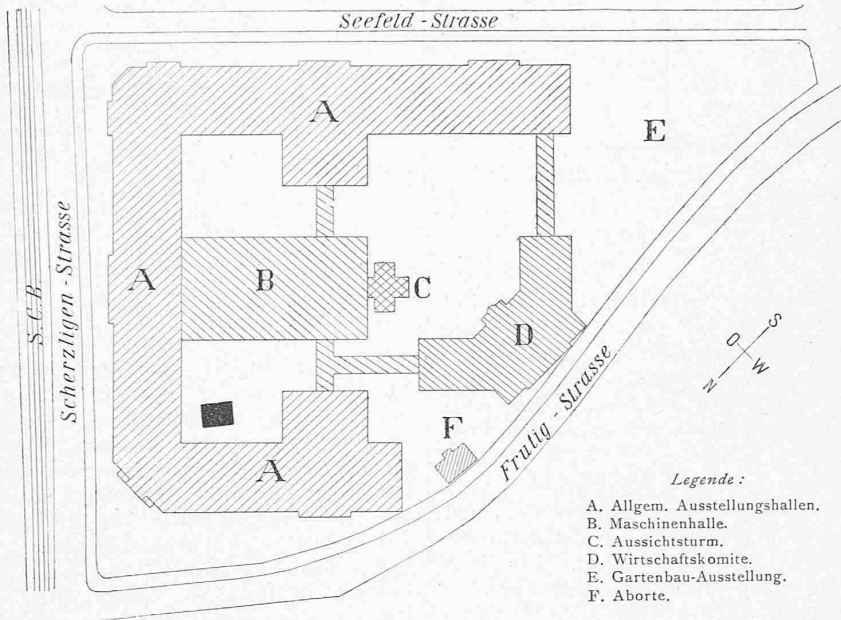 Seefeld - Strasse
A
E
S.C.B.
Scherzligen - Strasse
A
B
C
D
S
O
W
N
Frutig - Strasse
F
A
Legende :
A. Allgem. Ausstellungshallen.
B. Maschinenhalle.
C. Aussichtsturm.
D. Wirtschaftskomite.
E. Gartenbau-Ausstellung.
F. Aborte.